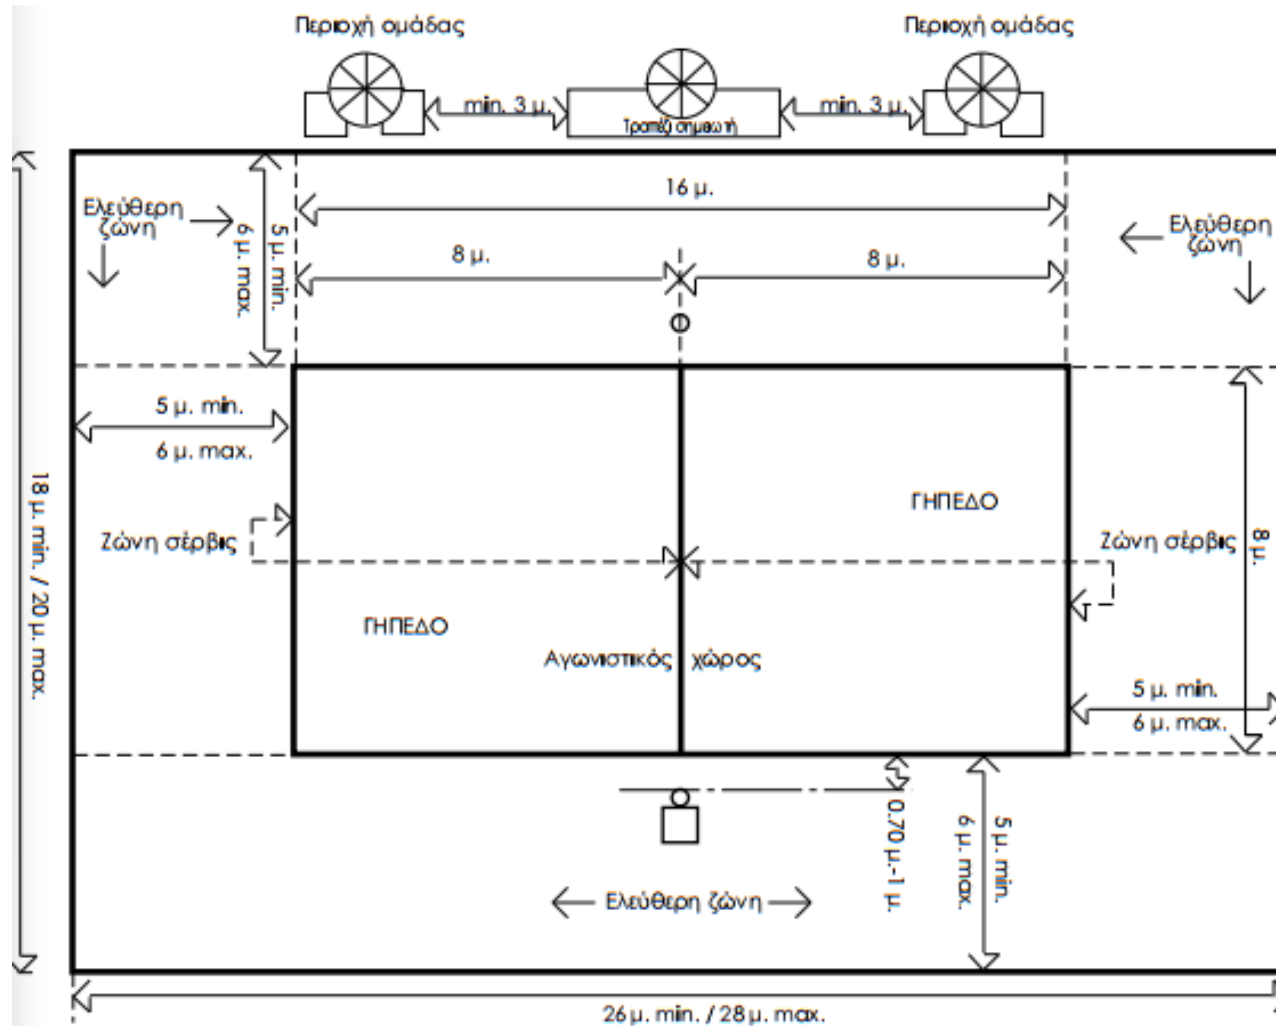 Περιοχή ομάδας
Περιοχή ομάδας
min. 3 μ.
min. 3 μ.
Τραπέζι σημειωτή
16 μ.
Ελεύθερη
ζώνη
5 μ. min.
6 μ. max.
Ελεύθερη
ζώνη
8 μ.
8 μ.
5 μ. min.
6 μ. max.
ΓΗΠΕΔΟ
18 μ. min. / 20 μ. max.
Ζώνη σέρβις
Ζώνη σέρβις
8 μ.
ΓΗΠΕΔΟ
Αγωνιστικός χώρος
5 μ. min.
6 μ. max.
0.70 μ.-1 μ.
5 μ. min.
6 μ. max.
Ελεύθερη ζώνη
26 μ. min. / 28 μ. max.